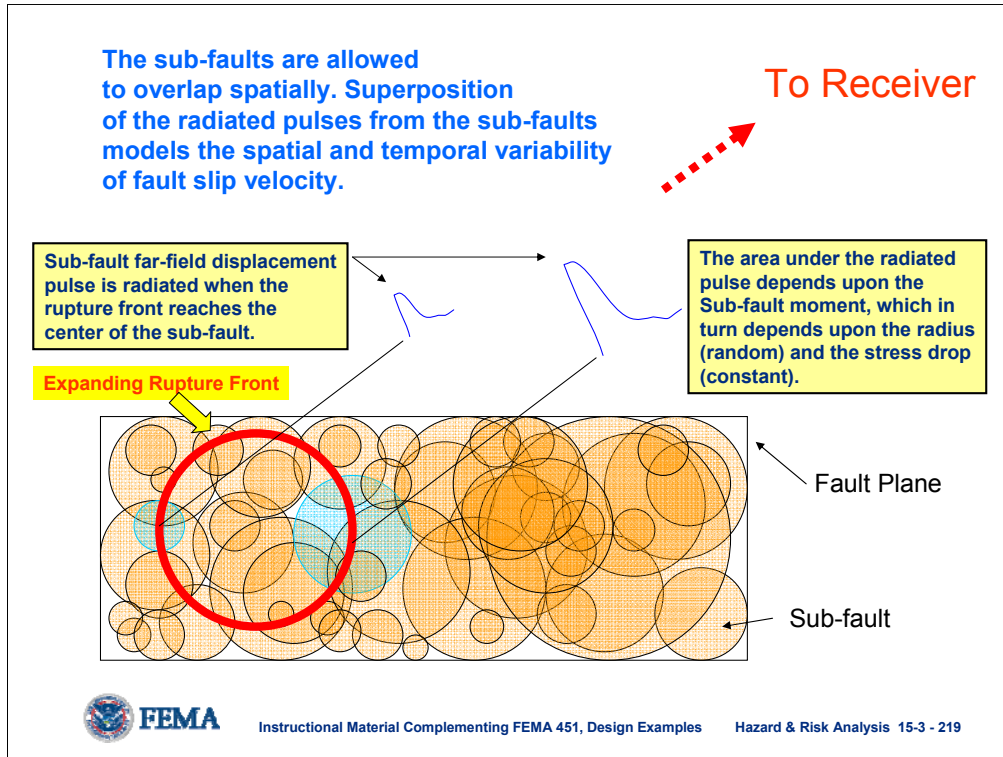 The sub-faults are allowed
to overlap spatially. Superposition
of the radiated pulses from the sub-faults
models the spatial and temporal variability
of fault slip velocity.
To Receiver
Sub-fault far-field displacement
pulse is radiated when the
rupture front reaches the
center of the sub-fault.
The area under the radiated
pulse depends upon the
Sub-fault moment, which in
turn depends upon the radius
(random) and the stress drop
(constant).
Expanding Rupture Front
Fault Plane
Sub-fault
FEMA
Instructional Material Complementing FEMA 451, Design Examples
Hazard & Risk Analysis 15-3 - 219